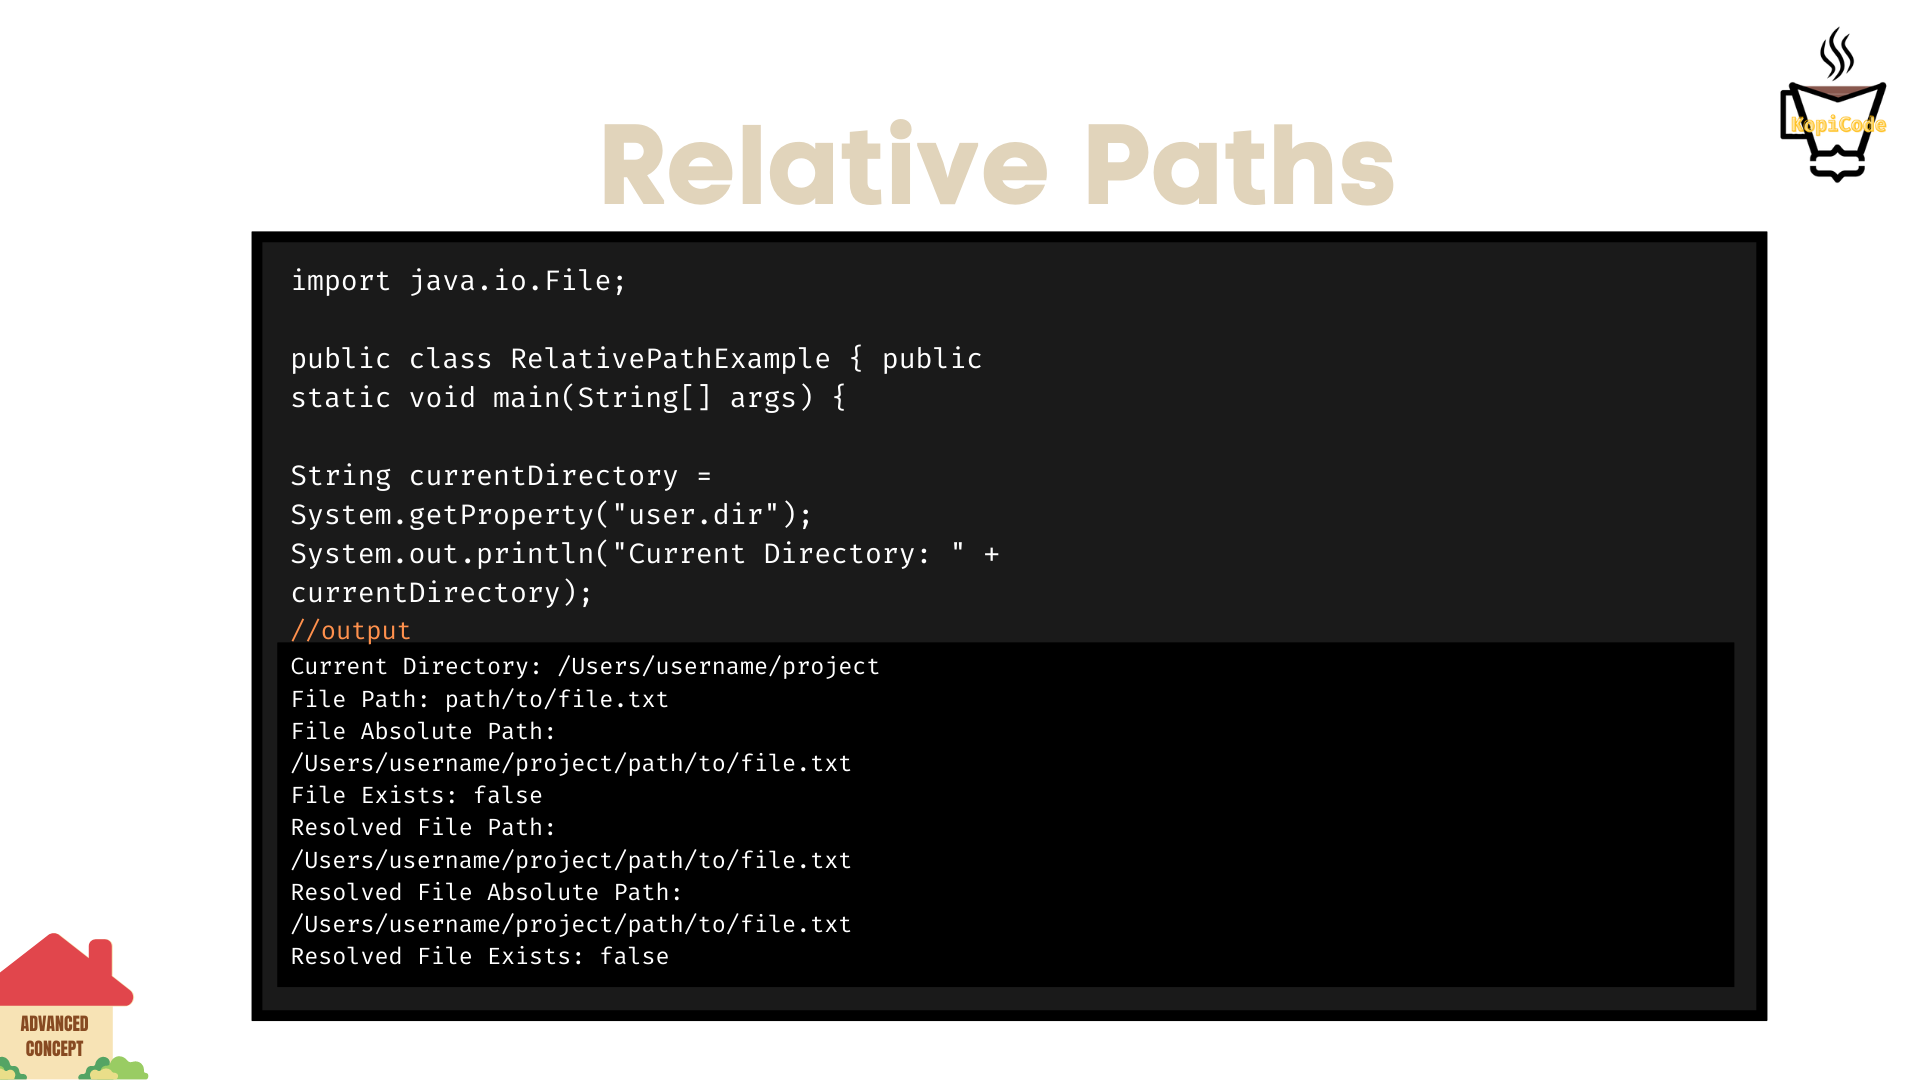 KopiCode
Relative Paths
import java.io.File;
public class RelativePathExample { public
static void main(String[] args) {
String currentDirectory =
System.getProperty("user.dir");
System.out.println("Current Directory: " +
currentDirectory);
//output
Current Directory: /Users/username/project
File Path: path/to/file.txt
File Absolute Path:
/Users/username/project/path/to/file.txt
File Exists: false
Resolved File Path:
/Users/username/project/path/to/file.txt
Resolved File Absolute Path:
/Users/username/project/path/to/file.txt
Resolved File Exists: false
ADVANCED
CONCEPT